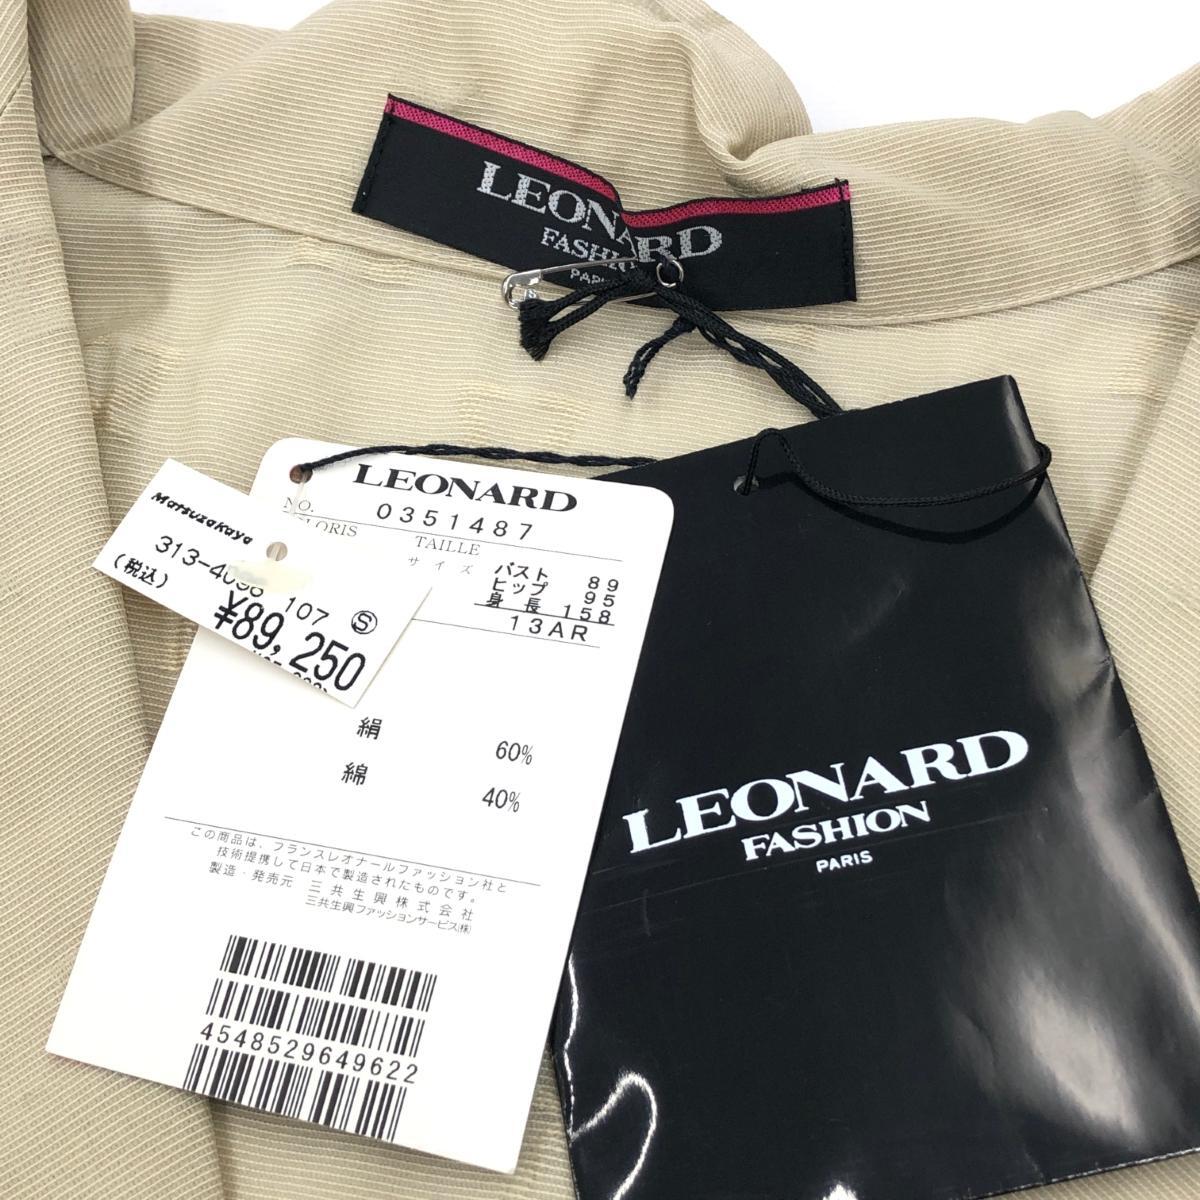 LEONARD
FASHION
PARIS
LEONARD
NO.
0351487
TAILLE
サイズ
バスト 89
ヒップ 95
身長 158
13AR
Matsuzakaya
107 Ⓢ
(税込)
¥89,250
絹 60%
綿 40%
この商品は、フランスレオナールファッション社と
技術提携して日本で製造されたものです。
製造・発売元 三共生興株式会社
三共生興ファッションサービス㈱
4548529649622
LEONARD
FASHION
PARIS